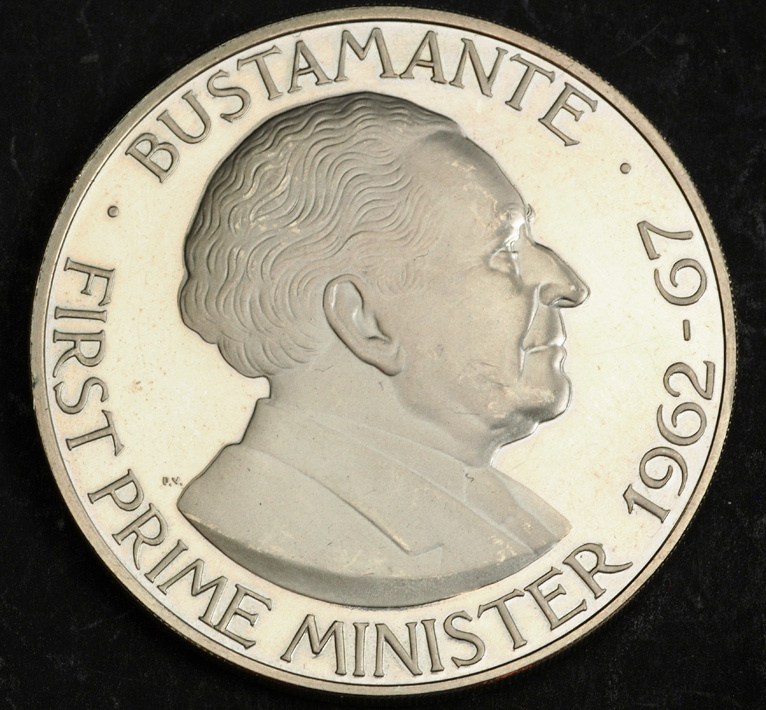 BUSTAMANTE
FIRST PRIME MINISTER 1962-67
P.V.